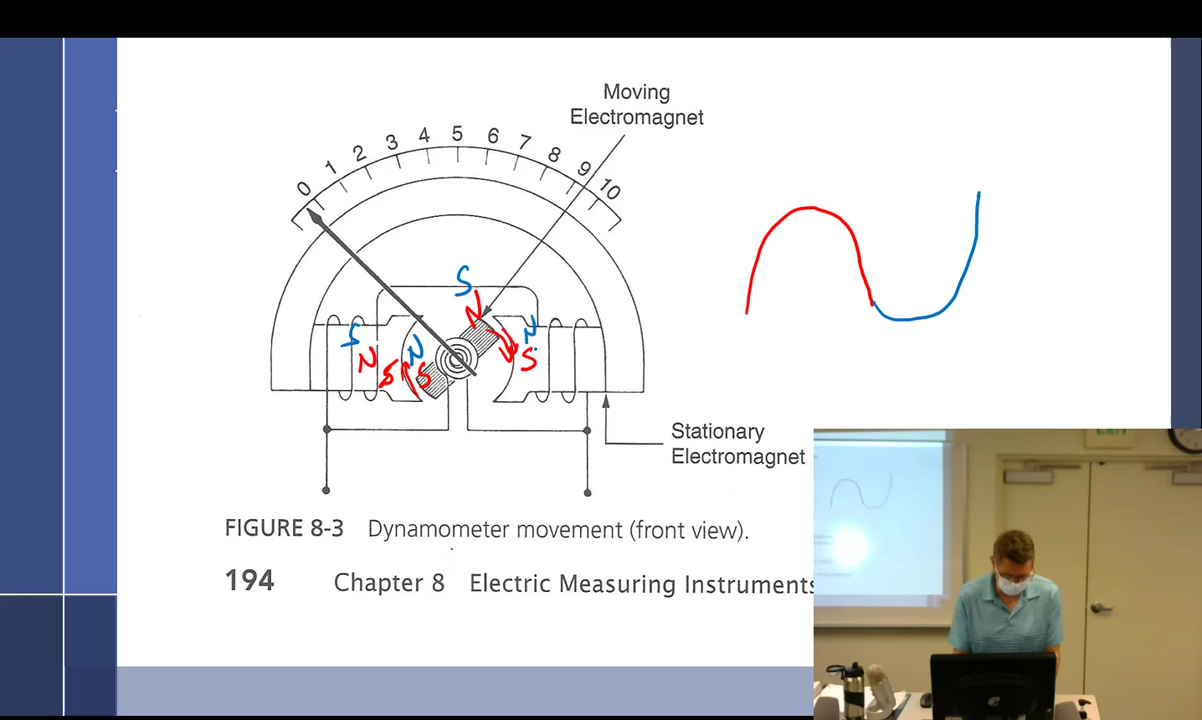 Moving
Electromagnet
0 1 2 3 4 5 6 7 8 9 10
S
N
S N
N N S
S S
Stationary
Electromagnet
FIGURE 8-3 Dynamometer movement (front view).
194 Chapter 8 Electric Measuring Instruments
EXIT
e